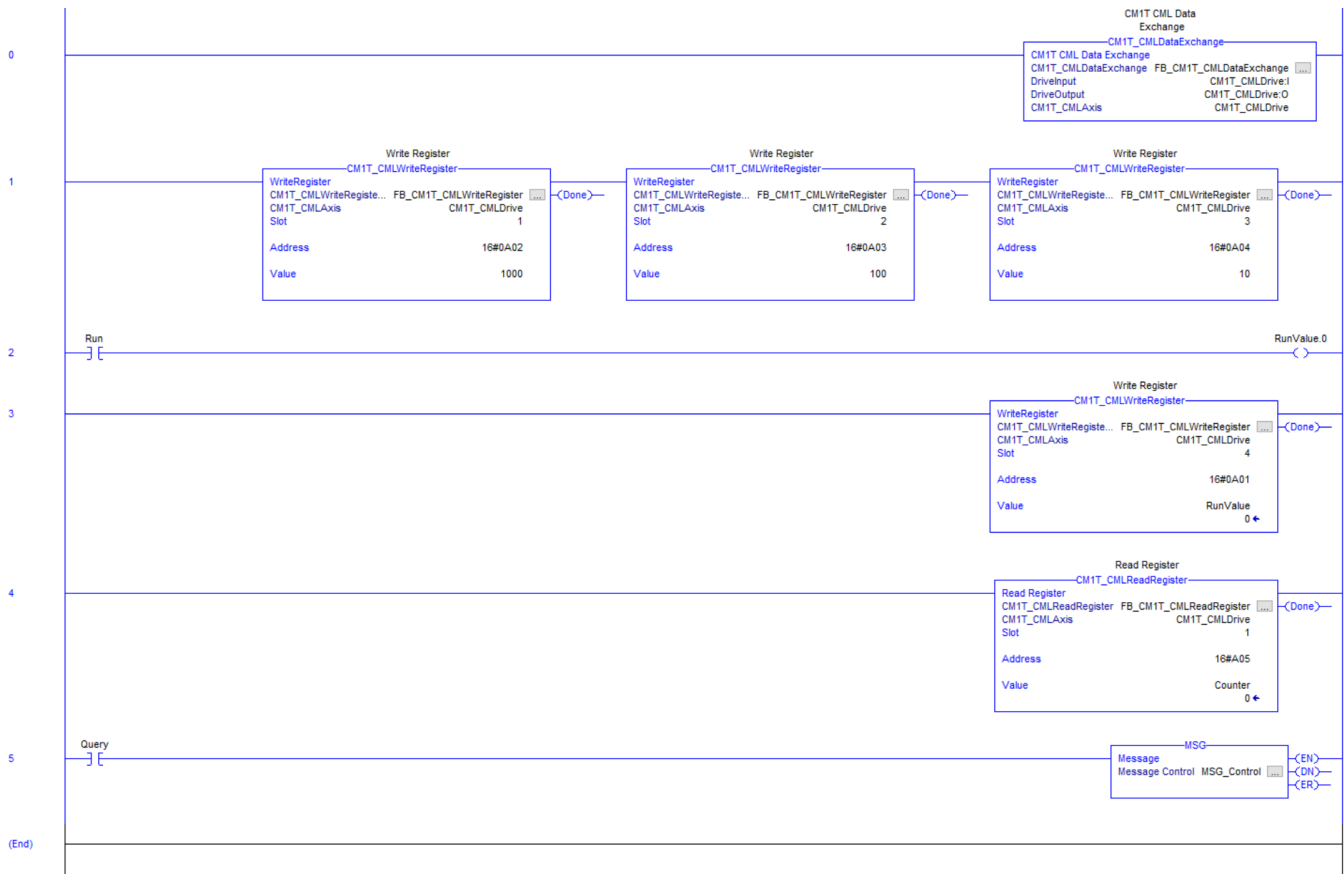 CM1T CML Data
Exchange
CM1T_CMLDataExchange
0
CM1T CML Data Exchange
CM1T_CMLDataExchange FB_CM1T_CMLDataExchange ...
DriveInput CM1T_CMLDrive:I
DriveOutput CM1T_CMLDrive:O
CM1T_CMLAxis CM1T_CMLDrive
Write Register Write Register Write Register
CM1T_CMLWriteRegister CM1T_CMLWriteRegister CM1T_CMLWriteRegister
1
WriteRegister WriteRegister WriteRegister
CM1T_CMLWriteRegiste... FB_CM1T_CMLWriteRegister ... (Done) CM1T_CMLWriteRegiste... FB_CM1T_CMLWriteRegister ... (Done) CM1T_CMLWriteRegiste... FB_CM1T_CMLWriteRegister ... (Done)
CM1T_CMLAxis CM1T_CMLDrive CM1T_CMLAxis CM1T_CMLDrive CM1T_CMLAxis CM1T_CMLDrive
Slot 1 Slot 2 Slot 3
Address 16#0A02 Address 16#0A03 Address 16#0A04
Value 1000 Value 100 Value 10
Run RunValue.0
2
Write Register
CM1T_CMLWriteRegister
3
WriteRegister
CM1T_CMLWriteRegiste... FB_CM1T_CMLWriteRegister ... (Done)
CM1T_CMLAxis CM1T_CMLDrive
Slot 4
Address 16#0A01
Value RunValue
0
Read Register
CM1T_CMLReadRegister
4
Read Register
CM1T_CMLReadRegister FB_CM1T_CMLReadRegister ... (Done)
CM1T_CMLAxis CM1T_CMLDrive
Slot 1
Address 16#A05
Value Counter
0
Query
MSG
5
Message (EN)
Message Control MSG_Control ... (DN)
(ER)
(End)